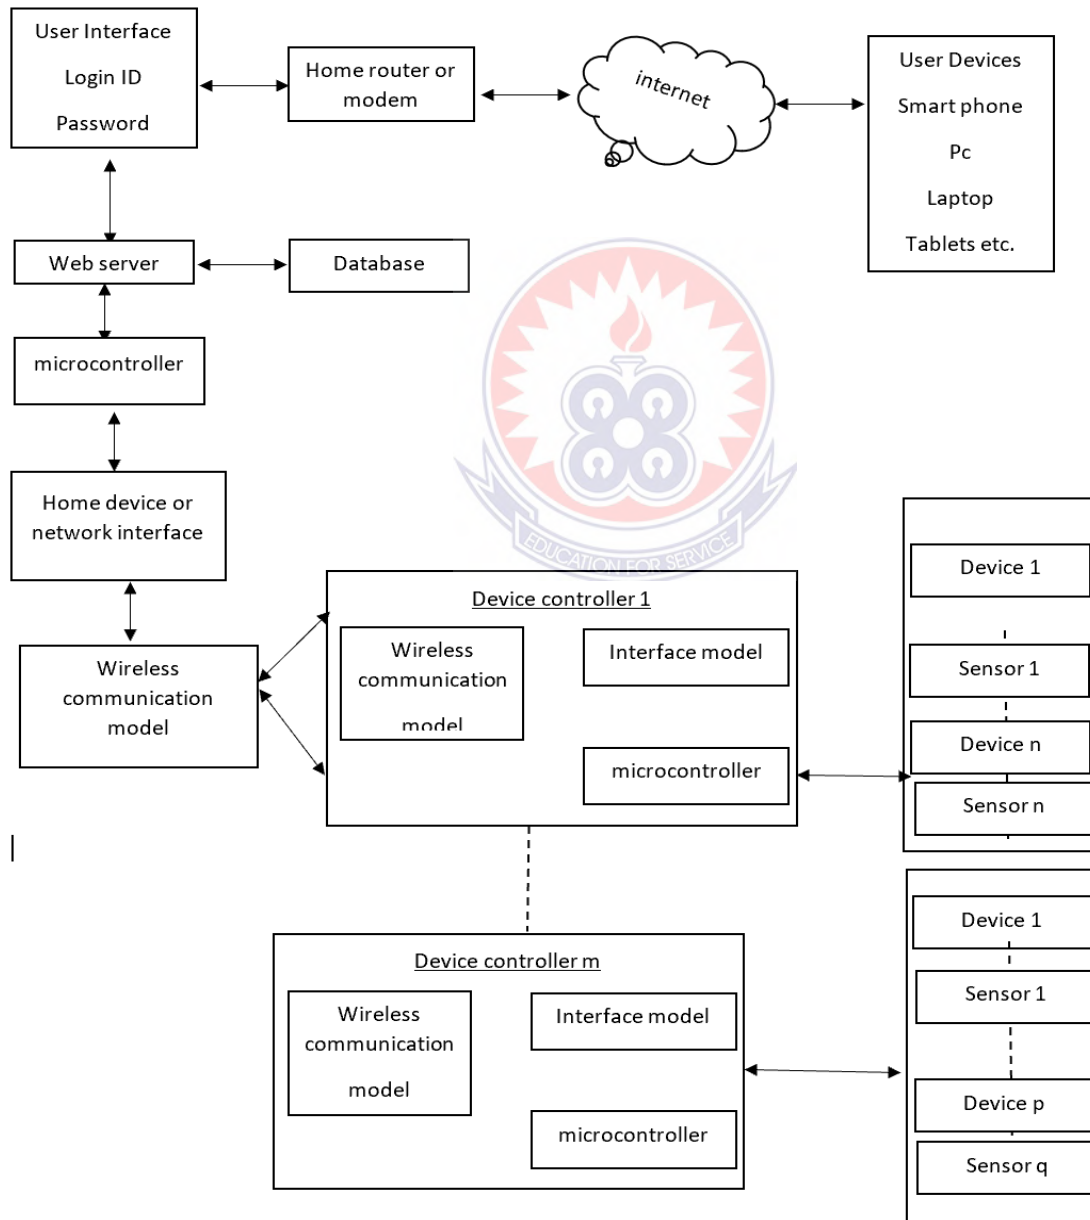 User Interface
Login ID
Password
Home router or
modem
internet
User Devices
Smart phone
Pc
Laptop
Tablets etc.
Web server
Database
microcontroller
Home device or
network interface
EDUCATION FOR SERVICE
Wireless
communication
model
Device controller 1
Wireless
communication
model
Interface model
microcontroller
Device 1
Sensor 1
Device n
Sensor n
Device controller m
Wireless
communication
model
Interface model
microcontroller
Device 1
Sensor 1
Device p
Sensor q